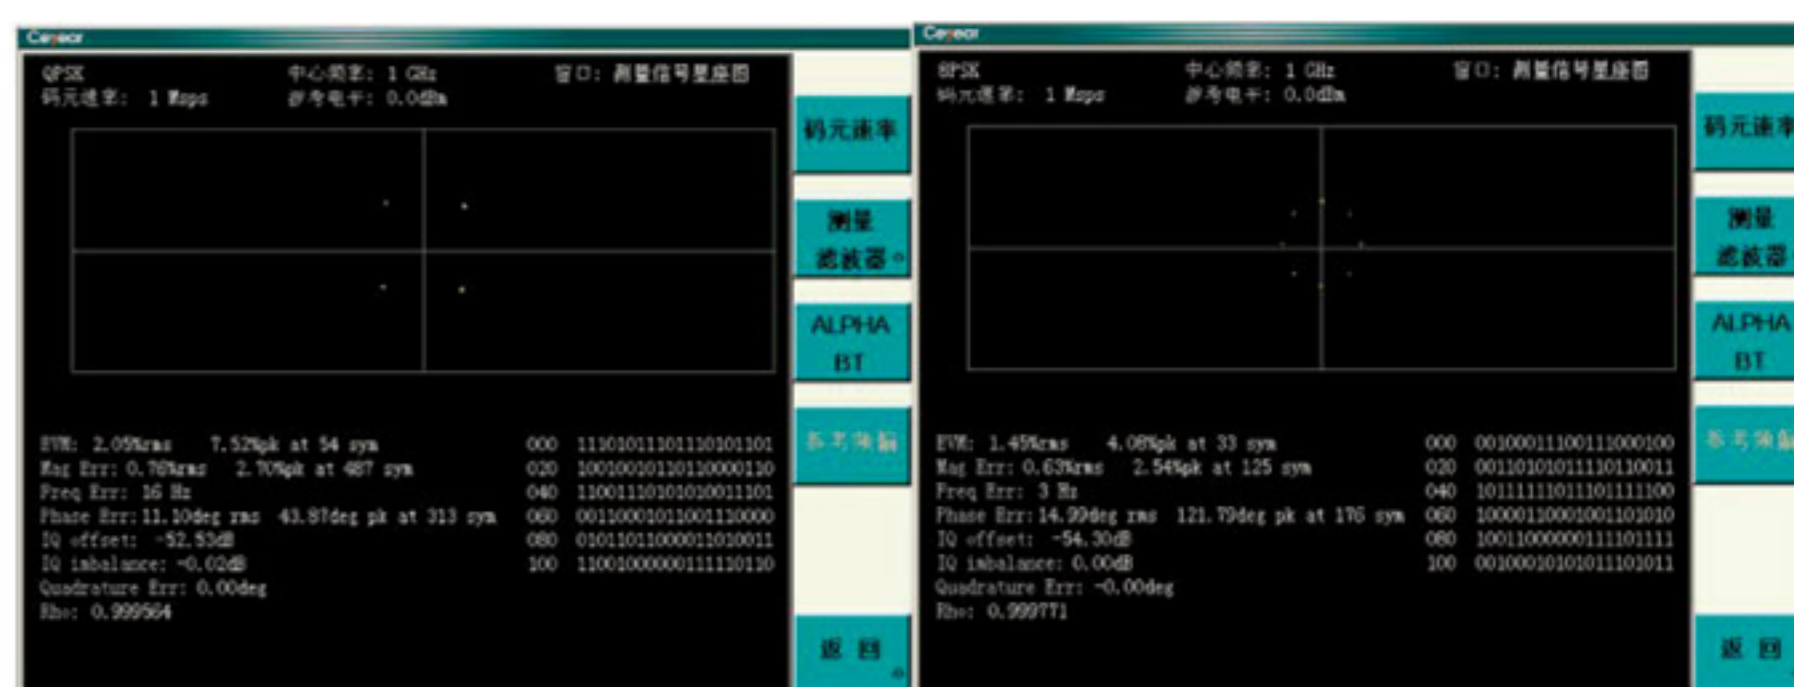 Ceyear
QPSK 中心频率: 1 GHz 窗口: 测量信号星座图
码元速率: 1 Msps 参考电平: 0.0dBm
码元速率
测量
滤波器
ALPHA
BT
参考频偏
EVM: 2.05%rms 7.52%pk at 54 sym
Mag Err: 0.76%rms 2.70%pk at 487 sym
Freq Err: 16 Hz
Phase Err:11.10deg rms 43.87deg pk at 313 sym
IQ offset: -52.53dB
IQ imbalance: -0.02dB
Quadrature Err: 0.00deg
Rho: 0.999564
000 11101011101110101101
020 10010010110110000110
040 11001110101010011101
060 00110001011001110000
080 01011011000011010011
100 11001000000111110110
返 回
Ceyear
8PSK 中心频率: 1 GHz 窗口: 测量信号星座图
码元速率: 1 Msps 参考电平: 0.0dBm
码元速率
测量
滤波器
ALPHA
BT
参考频偏
EVM: 1.45%rms 4.08%pk at 33 sym
Mag Err: 0.63%rms 2.54%pk at 125 sym
Freq Err: 3 Hz
Phase Err:14.99deg rms 121.79deg pk at 176 sym
IQ offset: -54.30dB
IQ imbalance: 0.00dB
Quadrature Err: -0.00deg
Rho: 0.999771
000 00100011100111000100
020 00110101011110110011
040 10111111011101111100
060 10000110001001101010
080 10011000000111101111
100 00100010101011101011
返 回